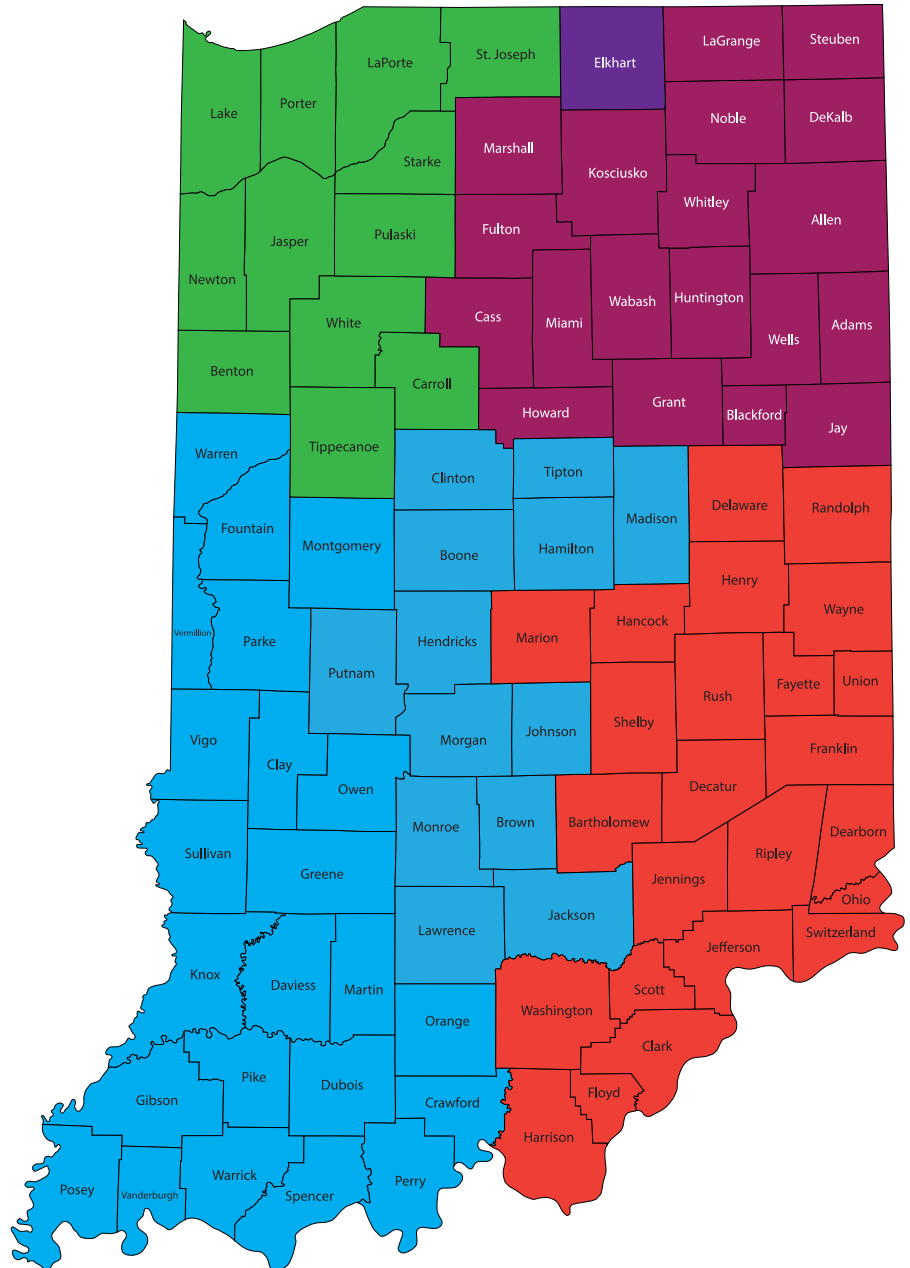 LaGrange
Steuben
St. Joseph
LaPorte
Elkhart
Porter
Lake
Noble
DeKalb
Marshall
Starke
Kosciusko
Whitley
Allen
Fulton
Pulaski
Jasper
Newton
Wabash
Huntington
Cass
Miami
White
Adams
Wells
Benton
Carroll
Grant
Howard
Blackford
Jay
Tippecanoe
Warren
Clinton
Tipton
Delaware
Randolph
Madison
Fountain
Montgomery
Boone
Hamilton
Henry
Wayne
Hancock
Vermillion
Parke
Hendricks
Marion
Putnam
Fayette
Union
Rush
Shelby
Vigo
Morgan
Johnson
Franklin
Clay
Owen
Decatur
Monroe
Brown
Bartholomew
Dearborn
Sullivan
Ripley
Greene
Jennings
Ohio
Jackson
Lawrence
Switzerland
Jefferson
Knox
Daviess
Martin
Scott
Washington
Orange
Clark
Pike
Dubois
Gibson
Crawford
Floyd
Harrison
Warrick
Perry
Posey
Vanderburgh
Spencer